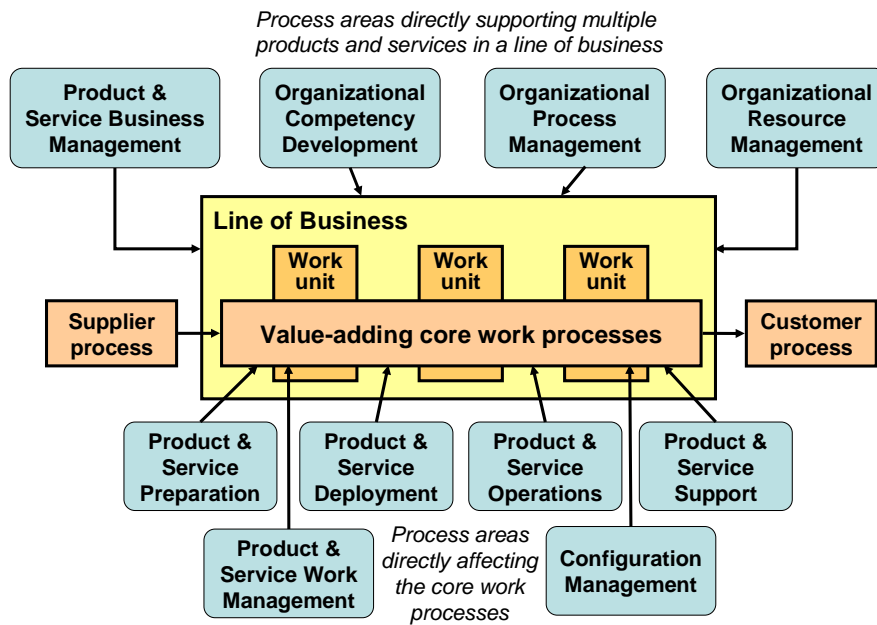 Process areas directly supporting multiple
products and services in a line of business
Product &
Service Business
Management
Organizational
Competency
Development
Organizational
Process
Management
Organizational
Resource
Management
Line of Business
Work
unit
Work
unit
Work
unit
Supplier
process
Value-adding core work processes
Customer
process
Product &
Service
Preparation
Product &
Service
Deployment
Product &
Service
Operations
Product &
Service
Support
Product &
Service Work
Management
Process areas
directly affecting
the core work
processes
Configuration
Management